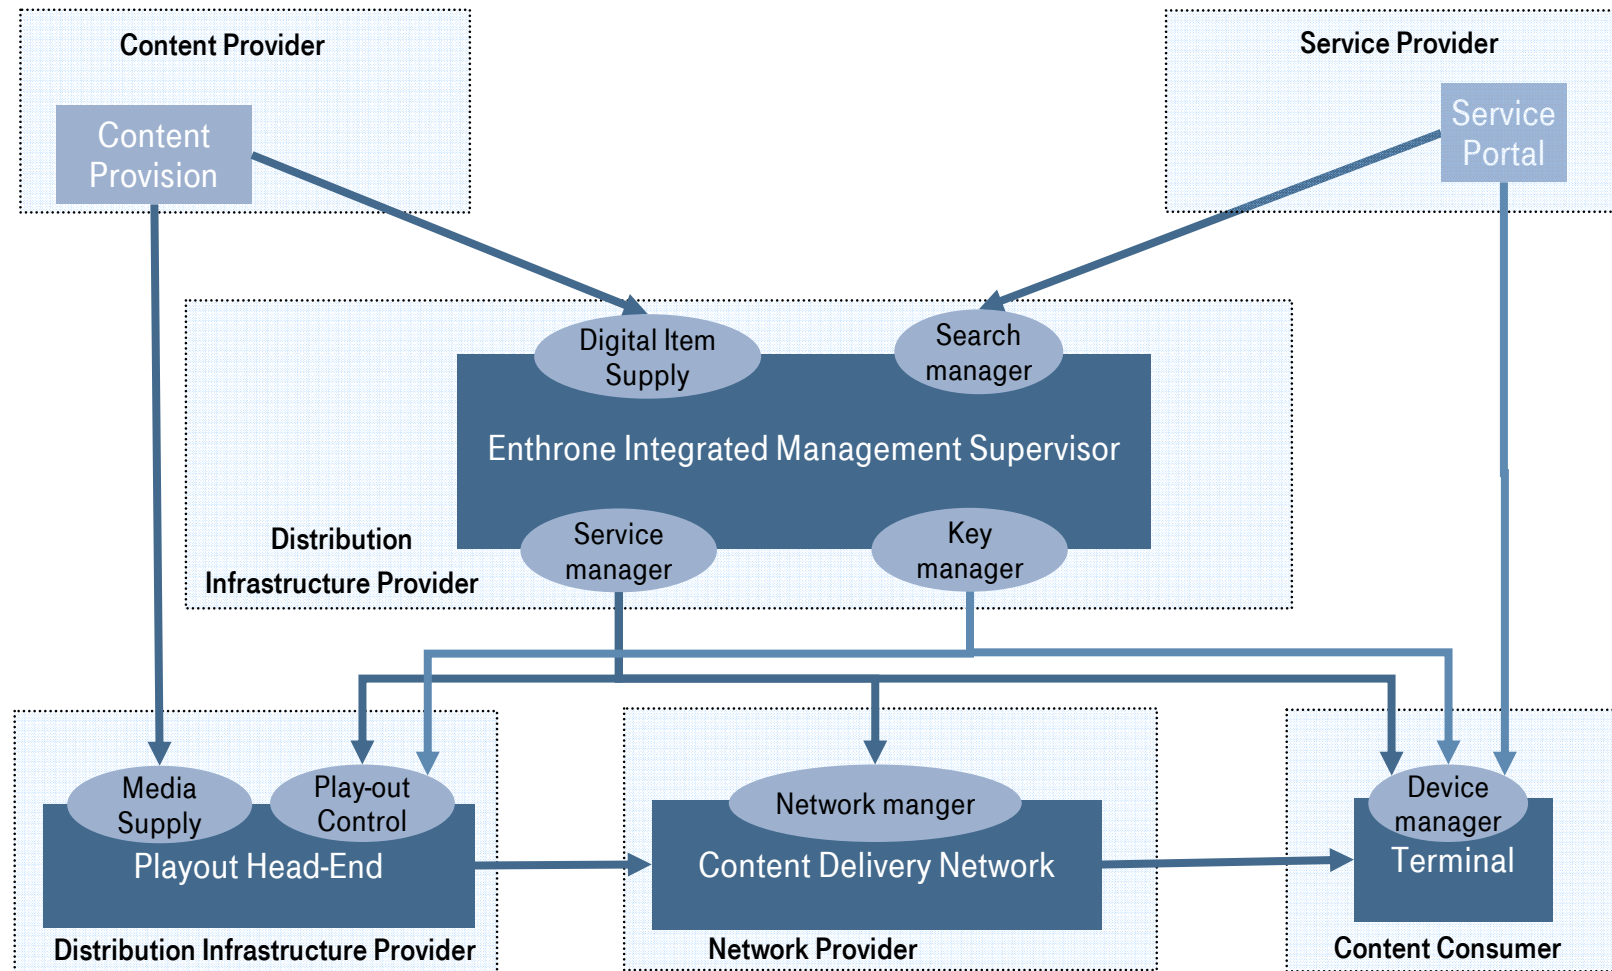 Content Provider
Service Provider
Content
Provision
Service
Portal
Digital Item
Supply
Search
manager
Enthrone Integrated Management Supervisor
Service
manager
Key
manager
Distribution
Infrastructure Provider
Media
Supply
Play-out
Control
Playout Head-End
Distribution Infrastructure Provider
Network manger
Content Delivery Network
Network Provider
Device
manager
Terminal
Content Consumer